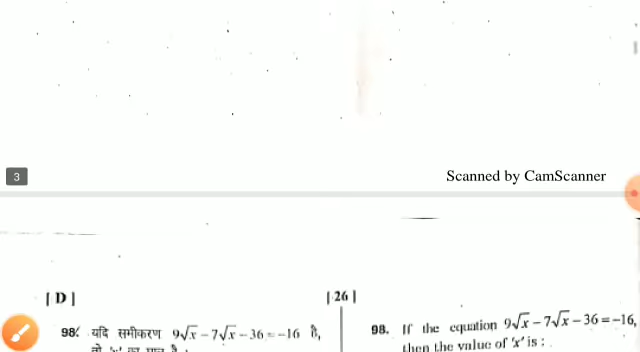 3
Scanned by CamScanner
[ D ]
[ 26 ]
98. यदि समीकरण 9√x − 7√x − 36 = −16 है,
98. If the equation 9√x − 7√x − 36 = −16,
then the value of 'x' is :